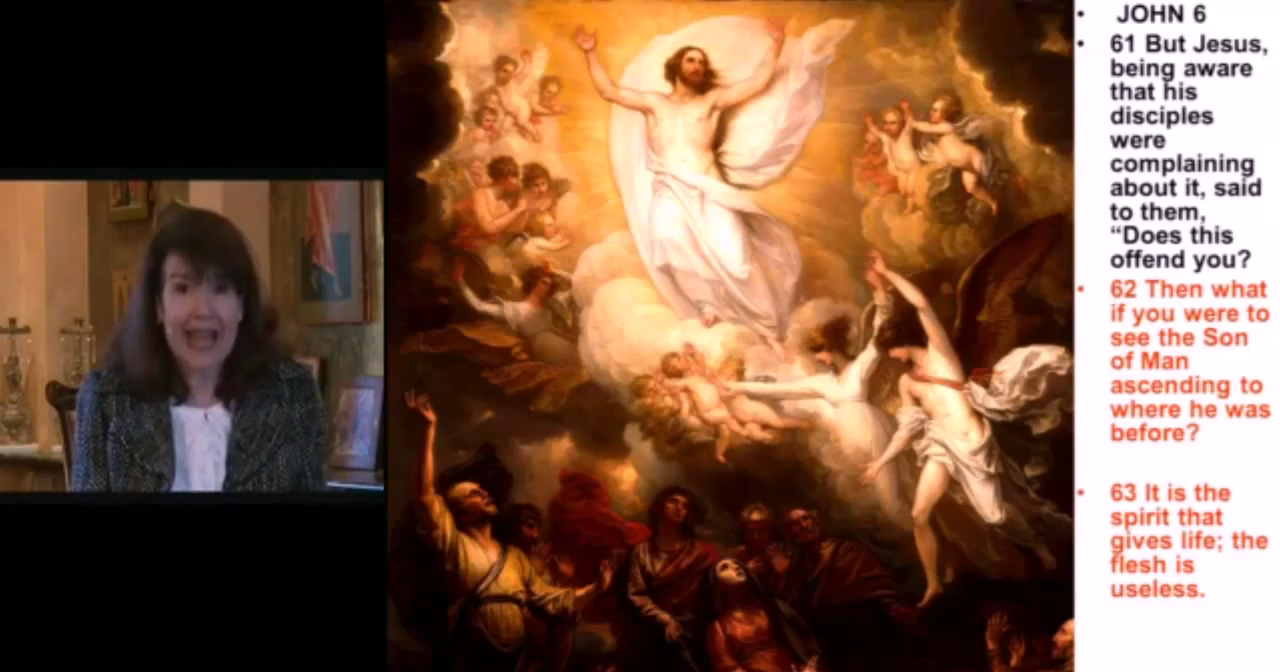 JOHN 6
61 But Jesus,
being aware
that his
disciples
were
complaining
about it, said
to them,
“Does this
offend you?
62 Then what
if you were to
see the Son
of Man
ascending to
where he was
before?
63 It is the
spirit that
gives life; the
flesh is
useless.